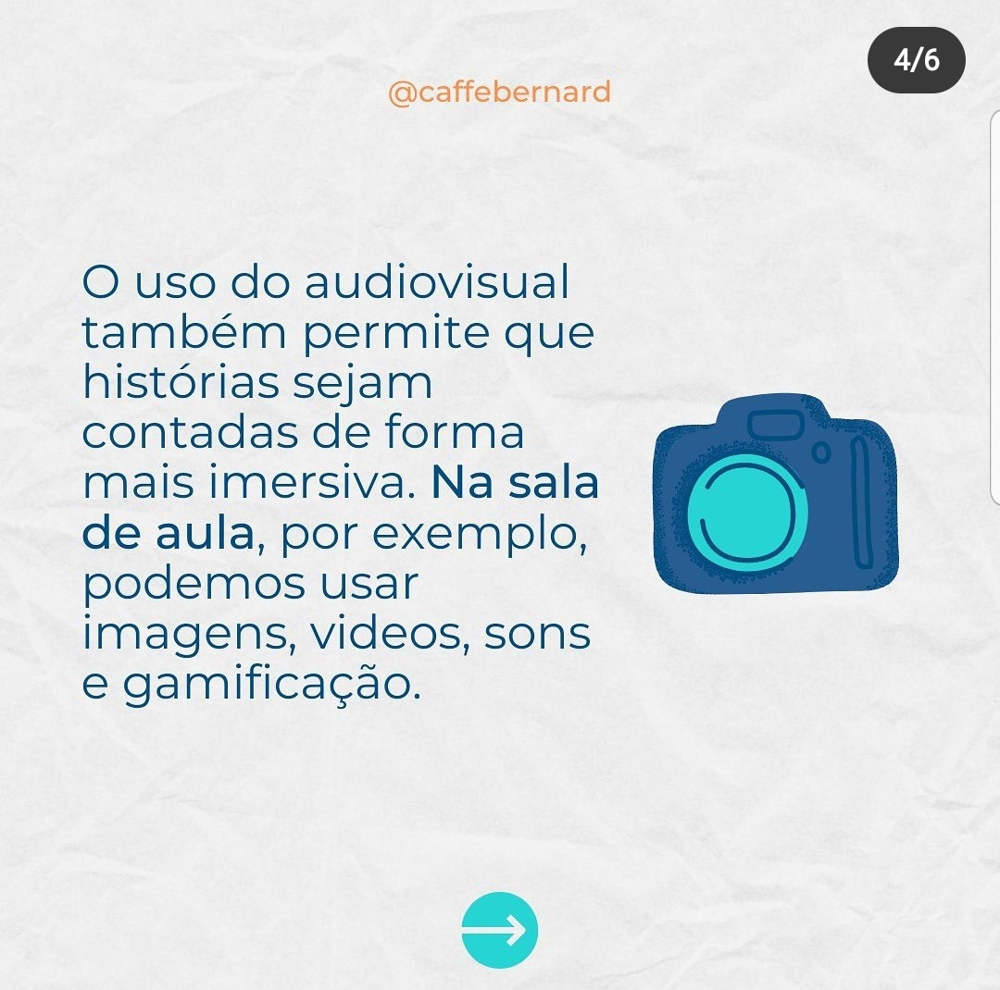 4/6
@caffebernard
O uso do audiovisual
também permite que
histórias sejam
contadas de forma
mais imersiva. Na sala
de aula, por exemplo,
podemos usar
imagens, videos, sons
e gamificação.